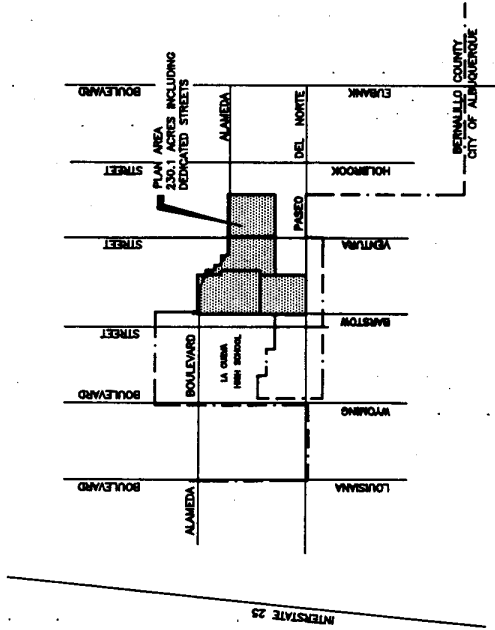 BERNALILLO COUNTY
CITY OF ALBUQUERQUE
BOULEVARD
EUBANK
PLAN AREA
230.1 ACRES INCLUDING
DEDICATED STREETS
ALAMEDA
PASEO DEL NORTE
STREET
HOLBROOK
STREET
VENTURA
STREET
BARSTOW
BOULEVARD
LA CUEVA
HIGH SCHOOL
BOULEVARD
WYOMING
ALAMEDA
BOULEVARD
LOUISIANA
INTERSTATE 25